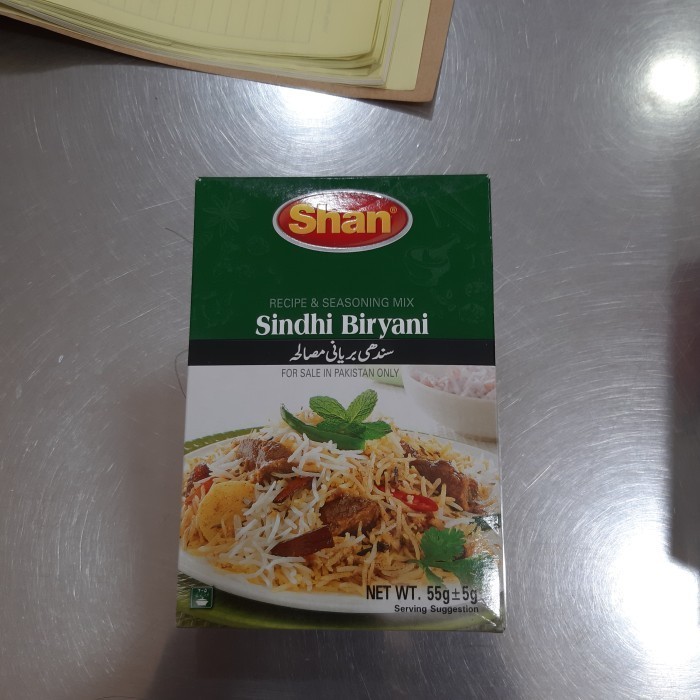 Shan®
RECIPE & SEASONING MIX
Sindhi Biryani
سندھی بریانی مصالحہ
FOR SALE IN PAKISTAN ONLY
NET WT. 55g±5g
Serving Suggestion